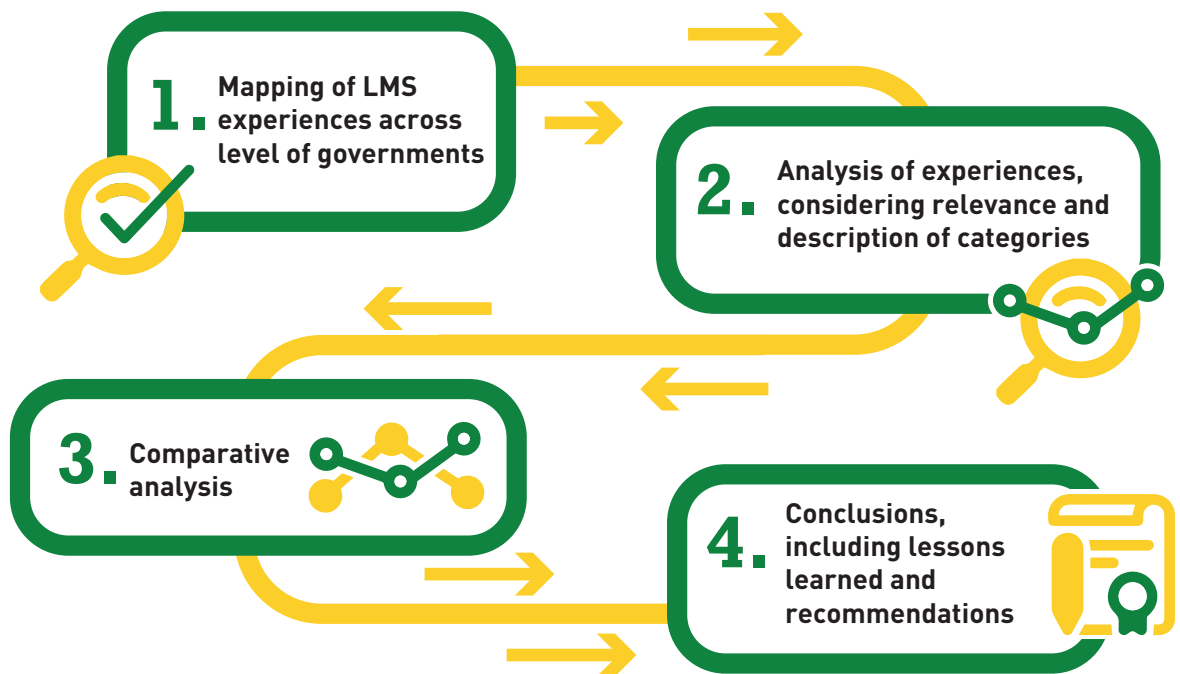 1. Mapping of LMS
experiences across
level of governments
2. Analysis of experiences,
considering relevance and
description of categories
3. Comparative
analysis
4. Conclusions,
including lessons
learned and
recommendations